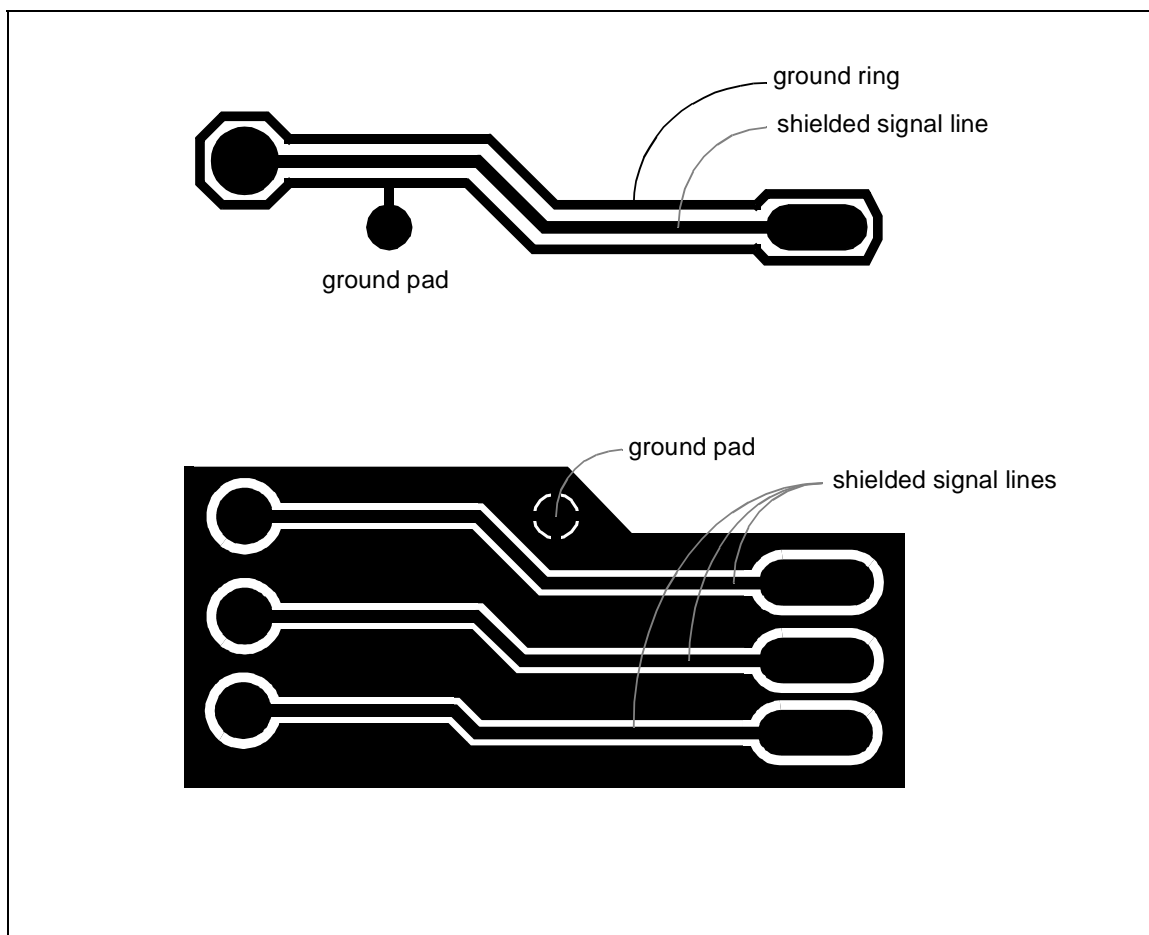 ground ring
shielded signal line
ground pad
ground pad
shielded signal lines